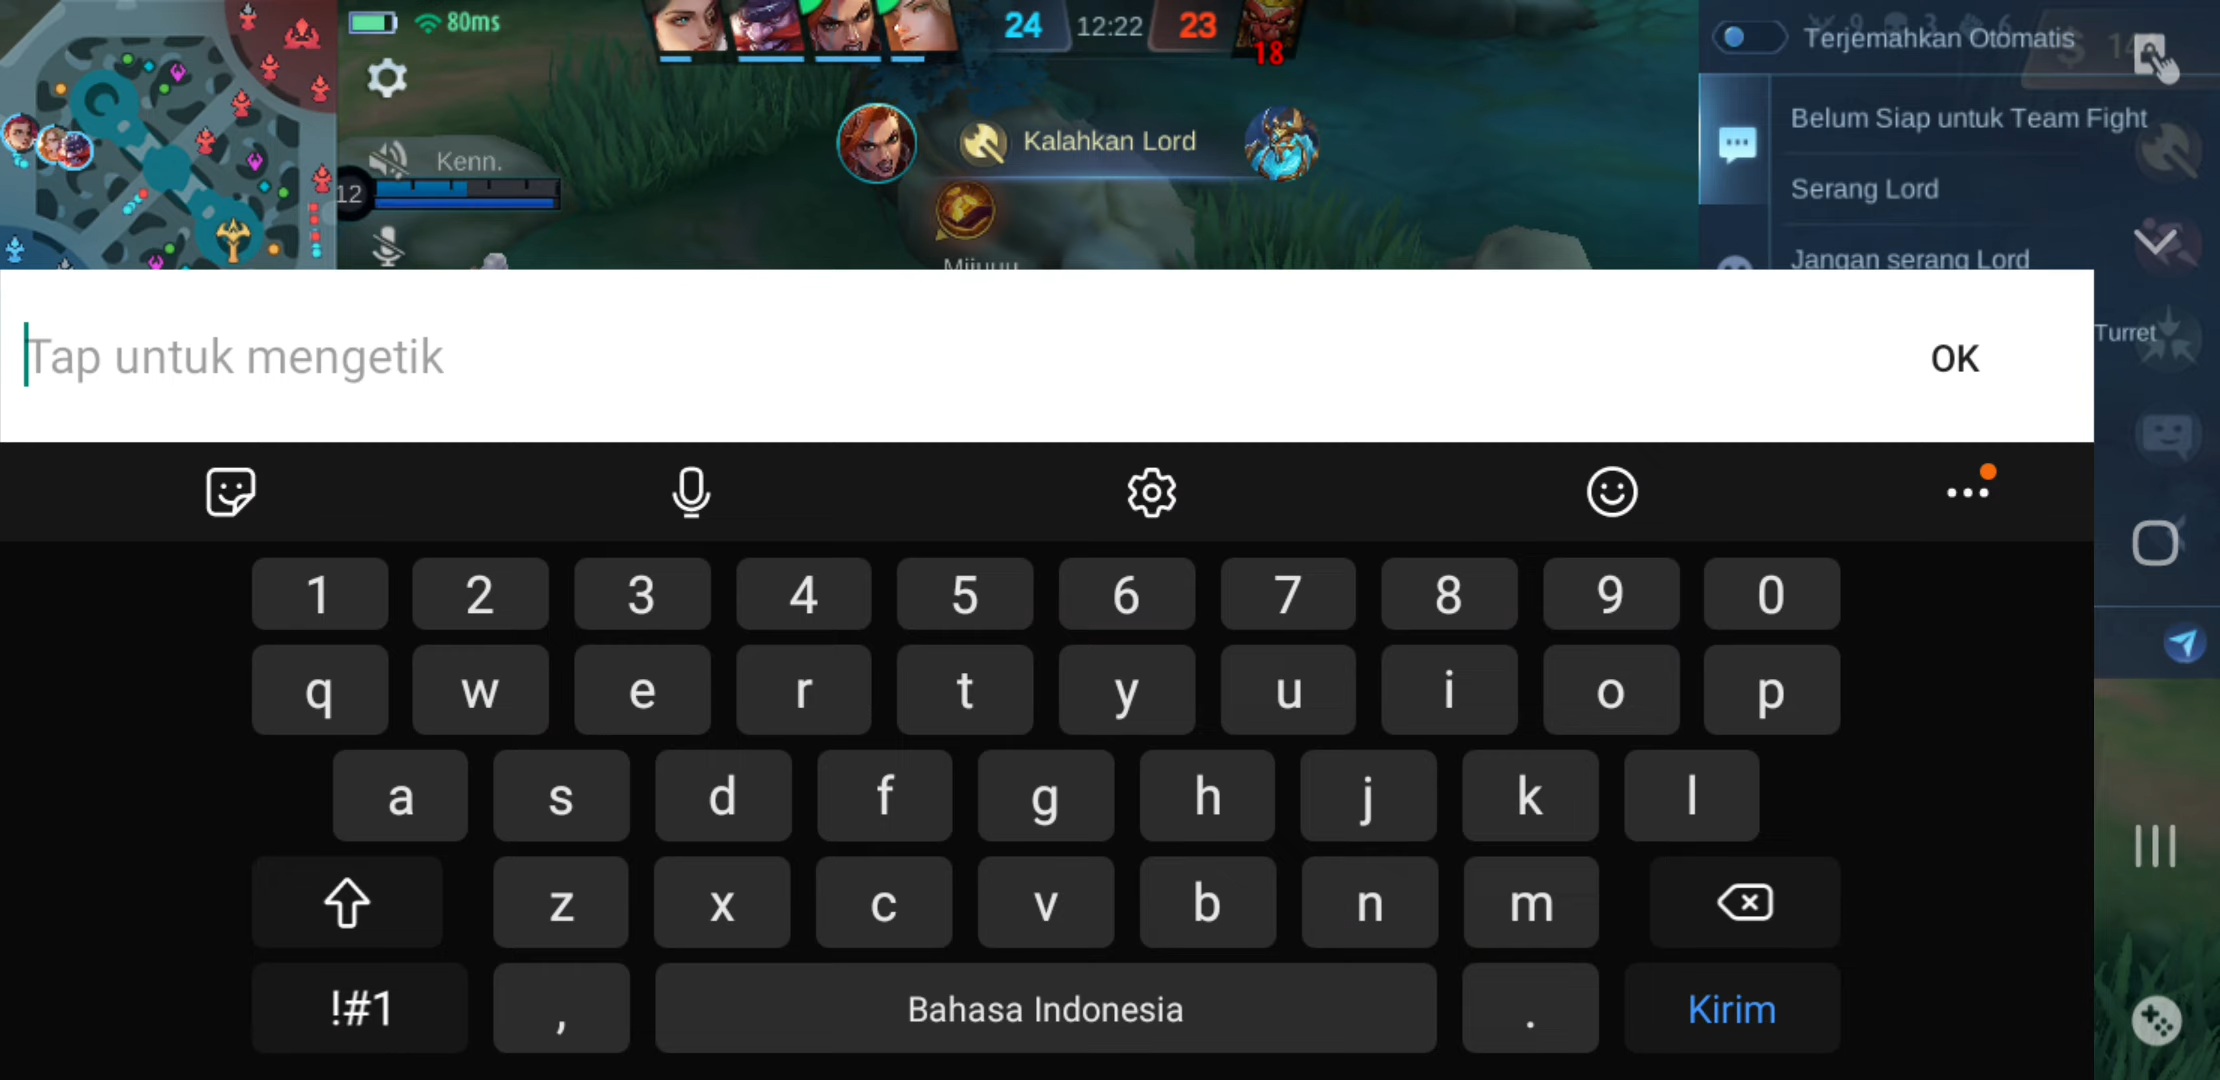 80ms
24 12:22 23
18
Terjemahkan Otomatis
Belum Siap untuk Team Fight
Kalahkan Lord
Kenn.
12
Serang Lord
Jangan serang Lord
Turret
Tap untuk mengetik
OK
1 2 3 4 5 6 7 8 9 0
q w e r t y u i o p
a s d f g h j k l
z x c v b n m
!#1 , Bahasa Indonesia . Kirim